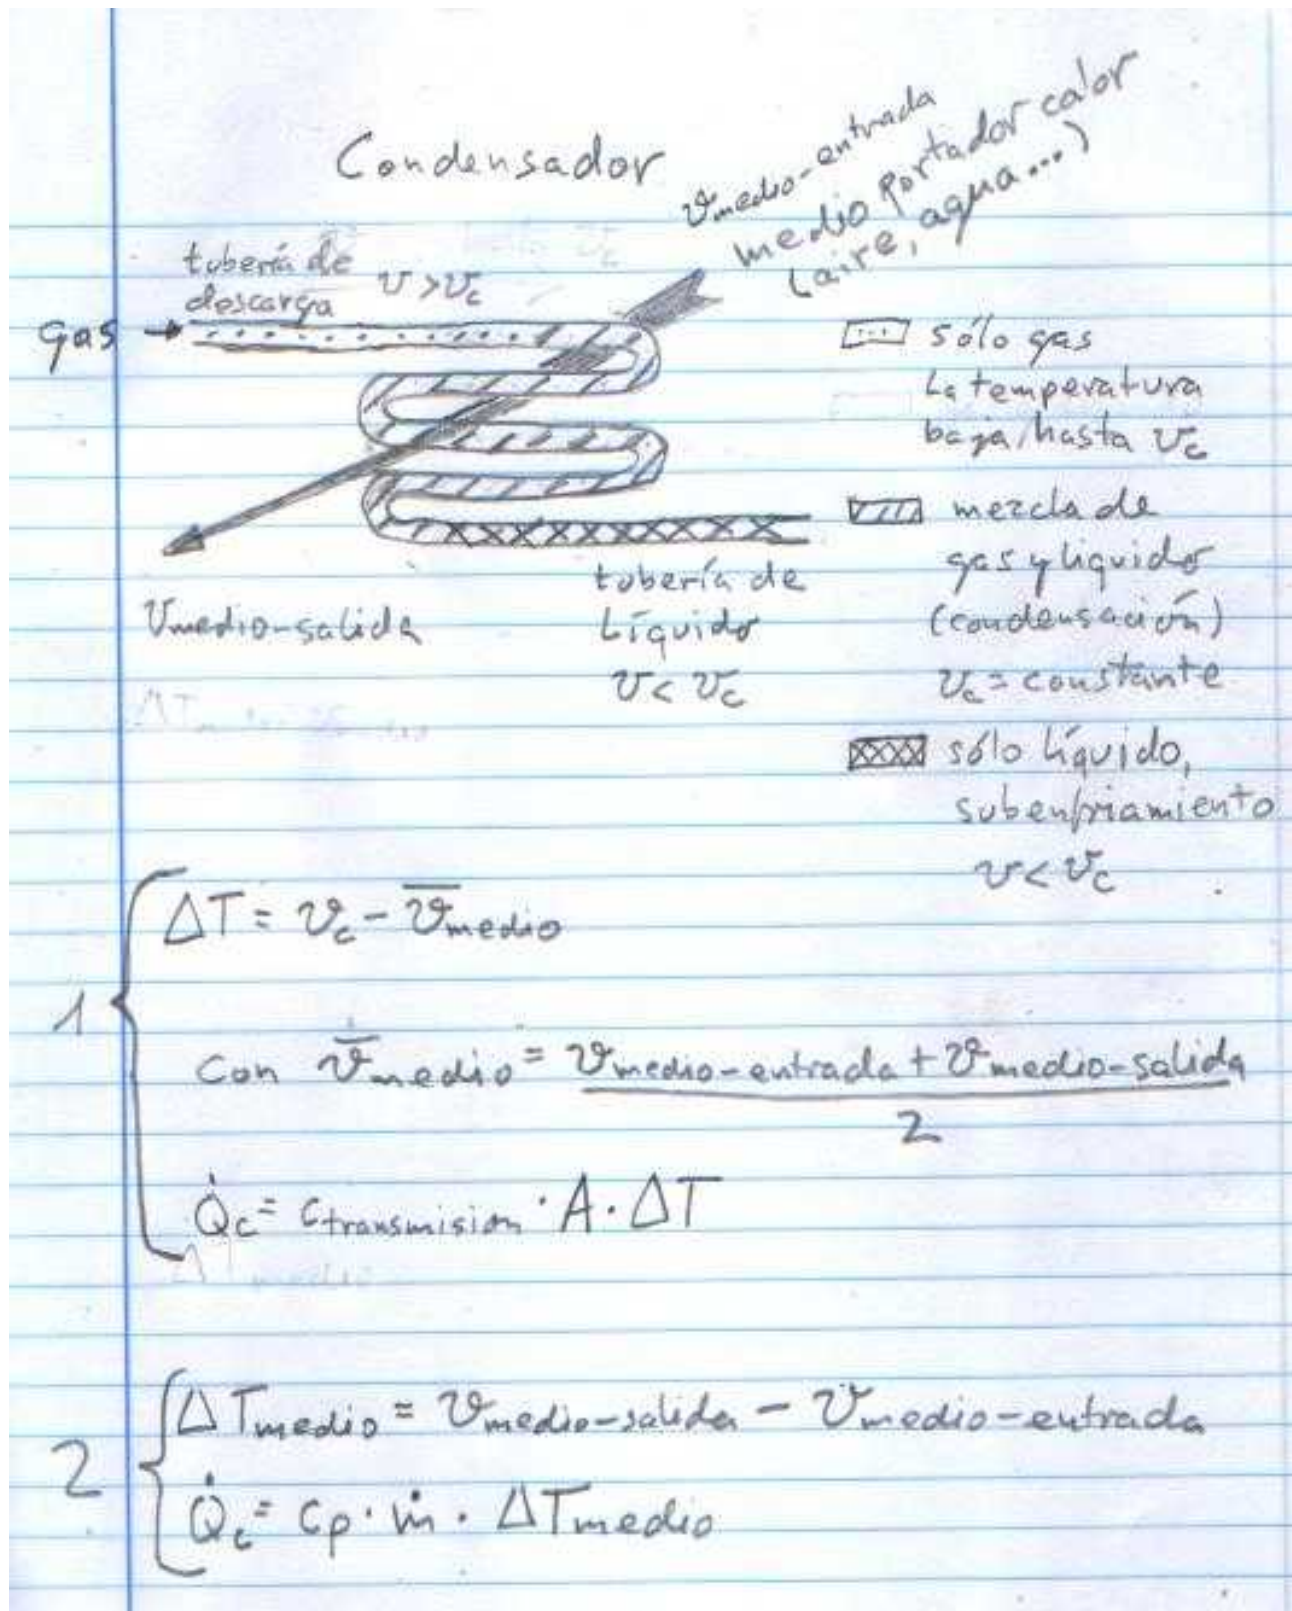 Condensador
ϑmedio-entrada
medio portador calor
(aire, agua...)
tubería de
descarga ϑ>ϑc
gas →
sólo gas
La temperatura
baja hasta ϑc
mezcla de
gas y líquido
(condensación)
ϑc = constante
sólo líquido,
subenfriamiento
ϑ < ϑc
ϑmedio-salida
tubería de
Líquido
ϑ < ϑc
ΔT = ϑc - ϑ̅medio
1
con ϑ̅medio = ϑmedio-entrada + ϑmedio-salida
2
Q̇c = ctransmision · A · ΔT
ΔTmedio = ϑmedio-salida - ϑmedio-entrada
2
Q̇c = cp · ṁ · ΔTmedio